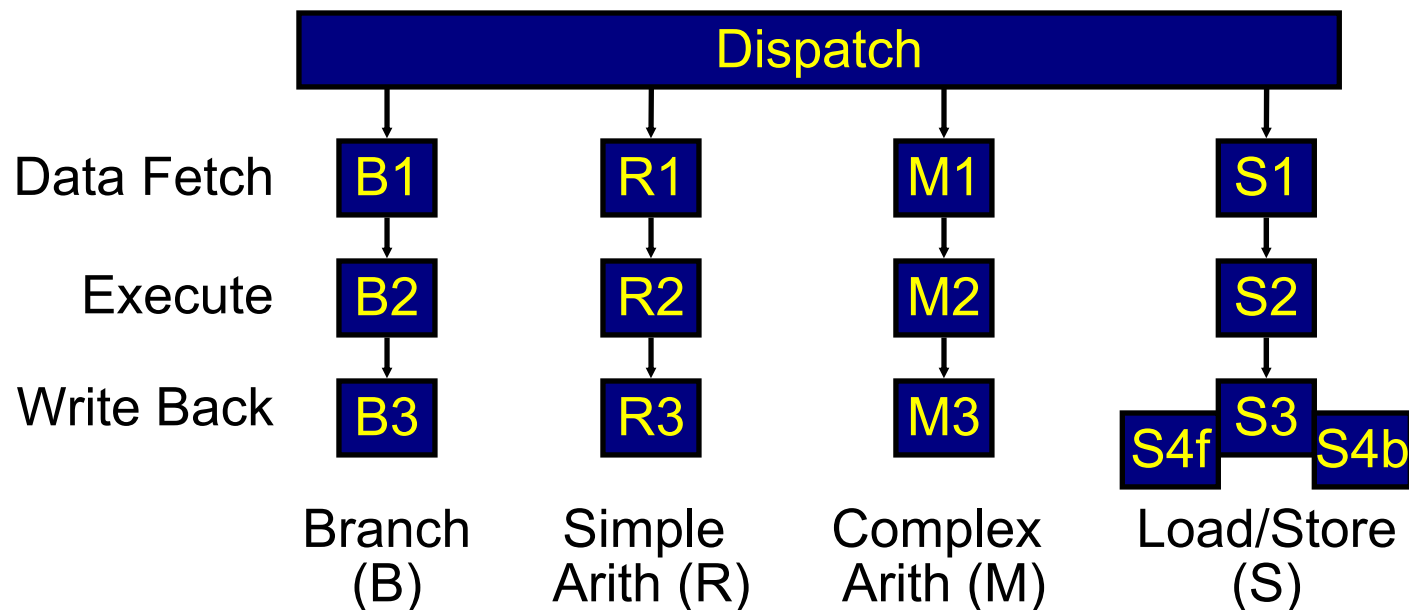 Dispatch
Data Fetch B1 R1 M1 S1
Execute B2 R2 M2 S2
Write Back B3 R3 M3 S3
S4f S4b
Branch Simple Complex Load/Store
(B) Arith (R) Arith (M) (S)